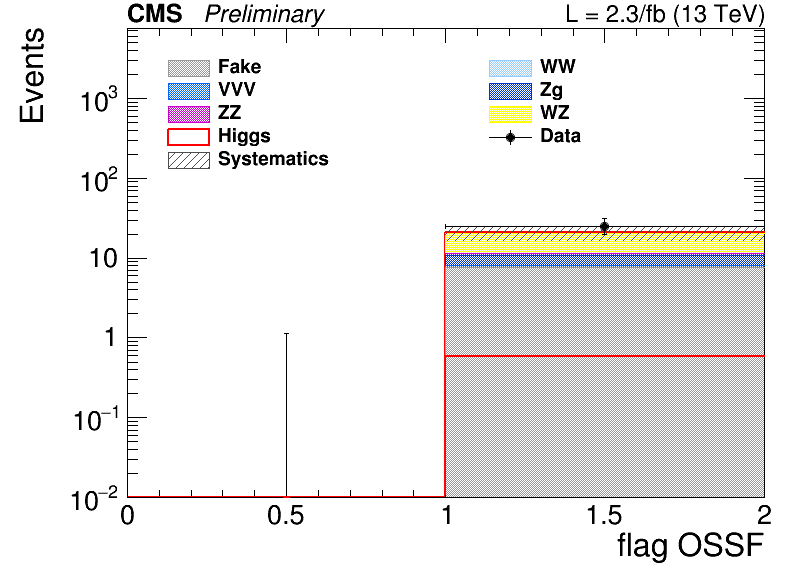 CMS Preliminary L = 2.3/fb (13 TeV)
Events
Fake WW
VVV Zg
ZZ WZ
Higgs Data
Systematics
10³
10²
10
1
10⁻¹
10⁻²
0 0.5 1 1.5 2
flag OSSF